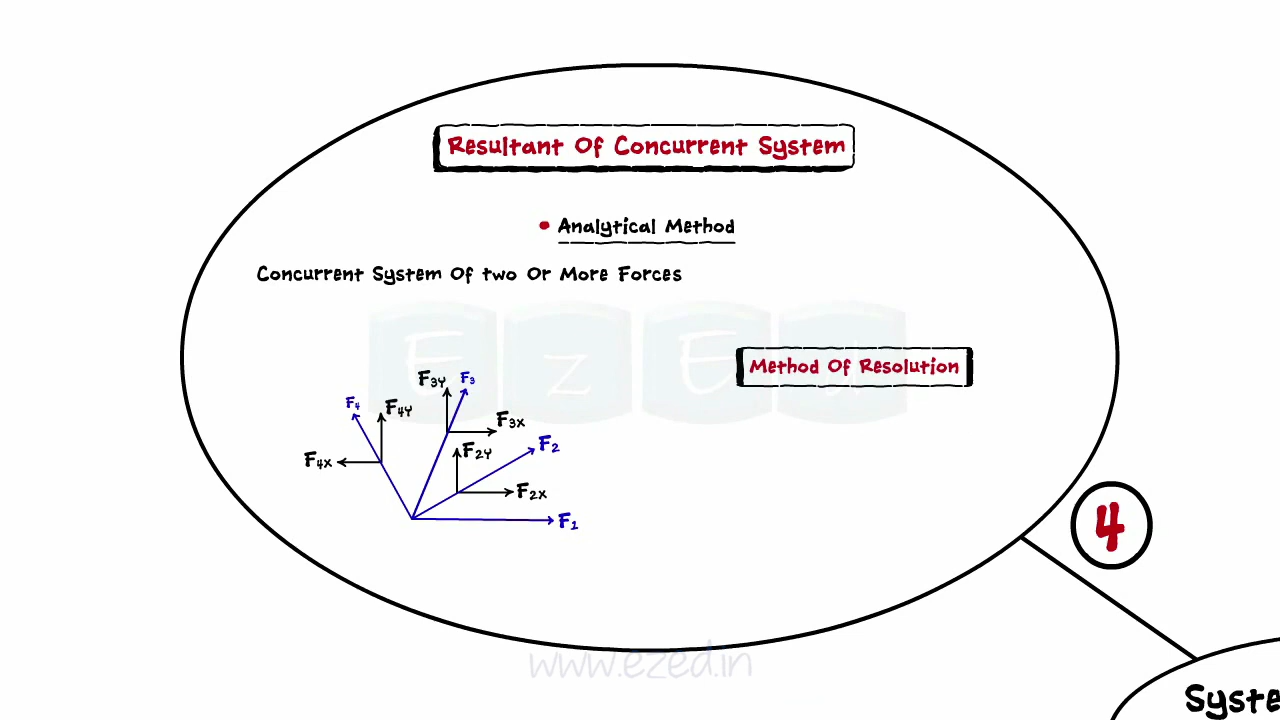 Resultant Of Concurrent System
• Analytical Method
Concurrent System Of two Or More Forces
EzEd
Method Of Resolution
F3Y F3
F4 F4Y
F3X
F2
F2Y
F4X
F2X
F1
4
www.ezed.in
Syste